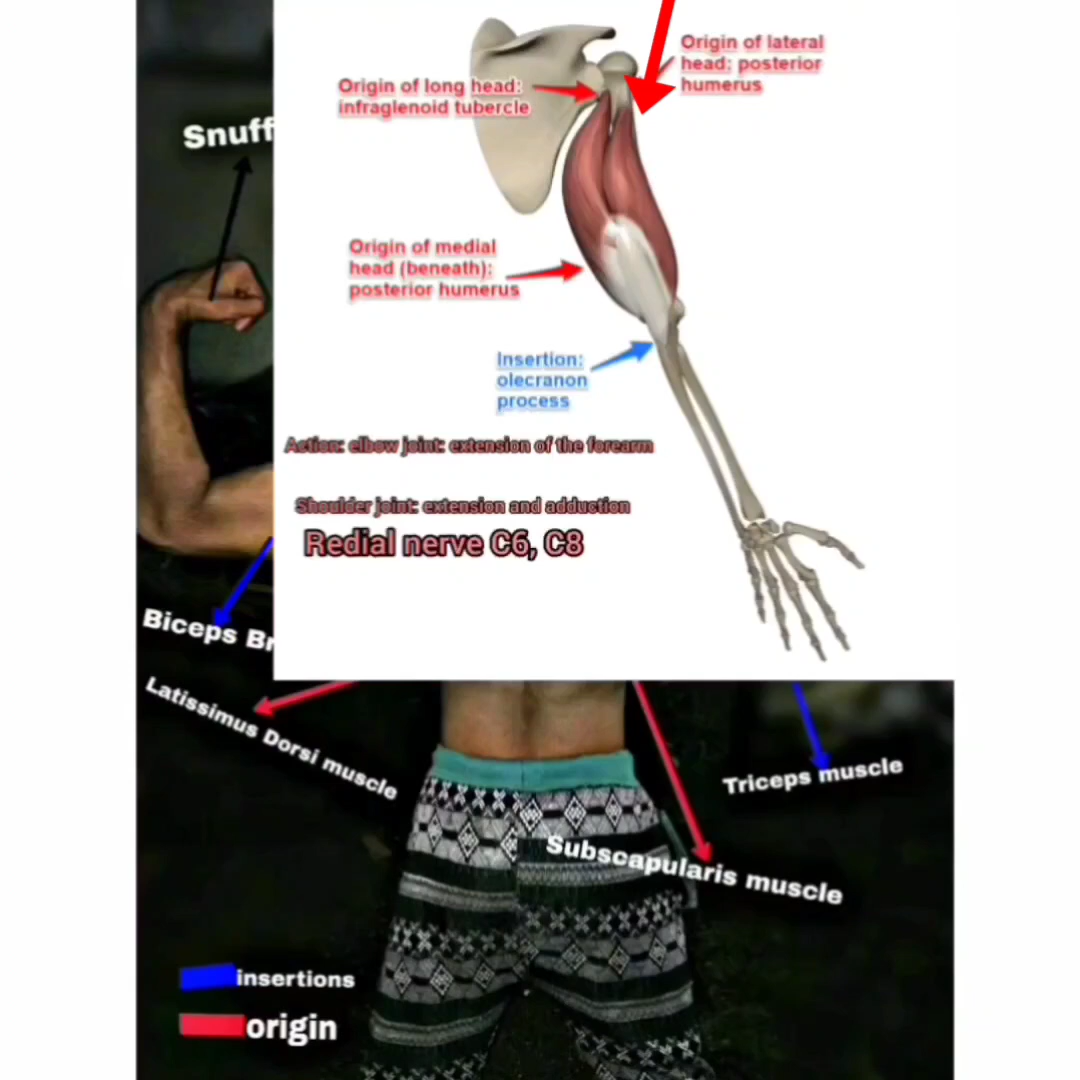 Origin of lateral
head: posterior
humerus
Origin of long head:
infraglenoid tubercle
Snuff
Origin of medial
head (beneath):
posterior humerus
Insertion:
olecranon
process
Action: elbow joint: extension of the forearm
Shoulder joint: extension and adduction
Redial nerve C6, C8
Biceps Br
Latissimus Dorsi muscle
Triceps muscle
Subscapularis muscle
insertions
origin